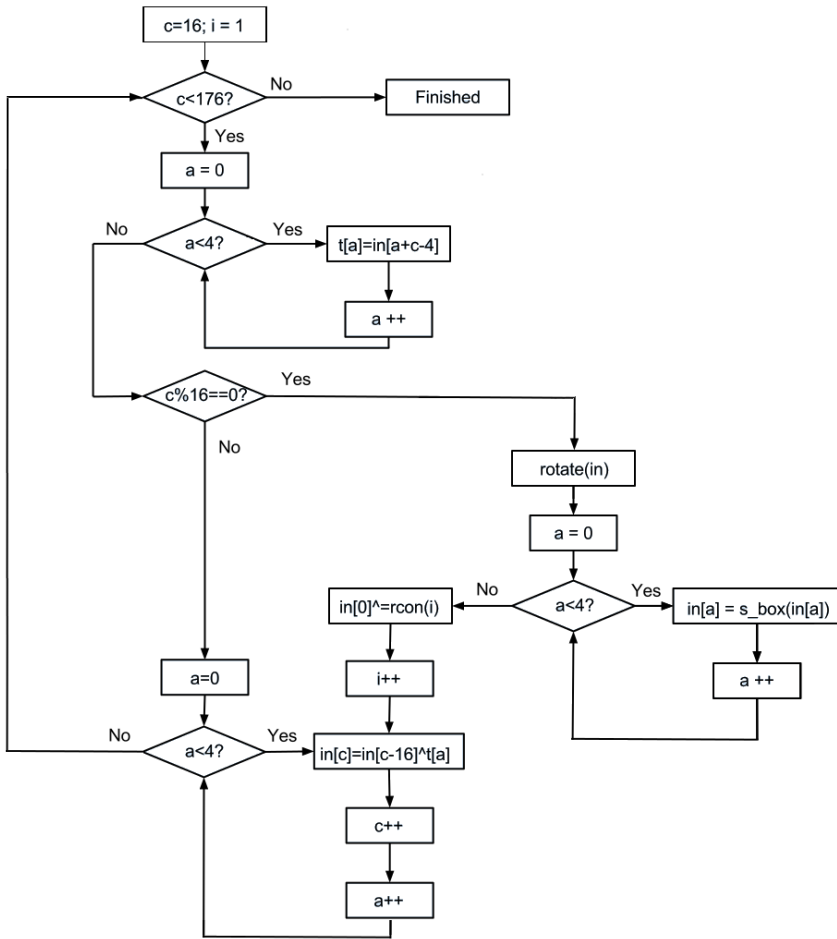 c=16; i = 1
c<176?
No
Finished
Yes
a = 0
No
a<4?
Yes
t[a]=in[a+c-4]
a ++
c%16==0?
Yes
No
rotate(in)
a = 0
No
a<4?
Yes
in[0]^=rcon(i)
in[a] = s_box(in[a])
i++
a ++
a=0
No
a<4?
Yes
in[c]=in[c-16]^t[a]
c++
a++